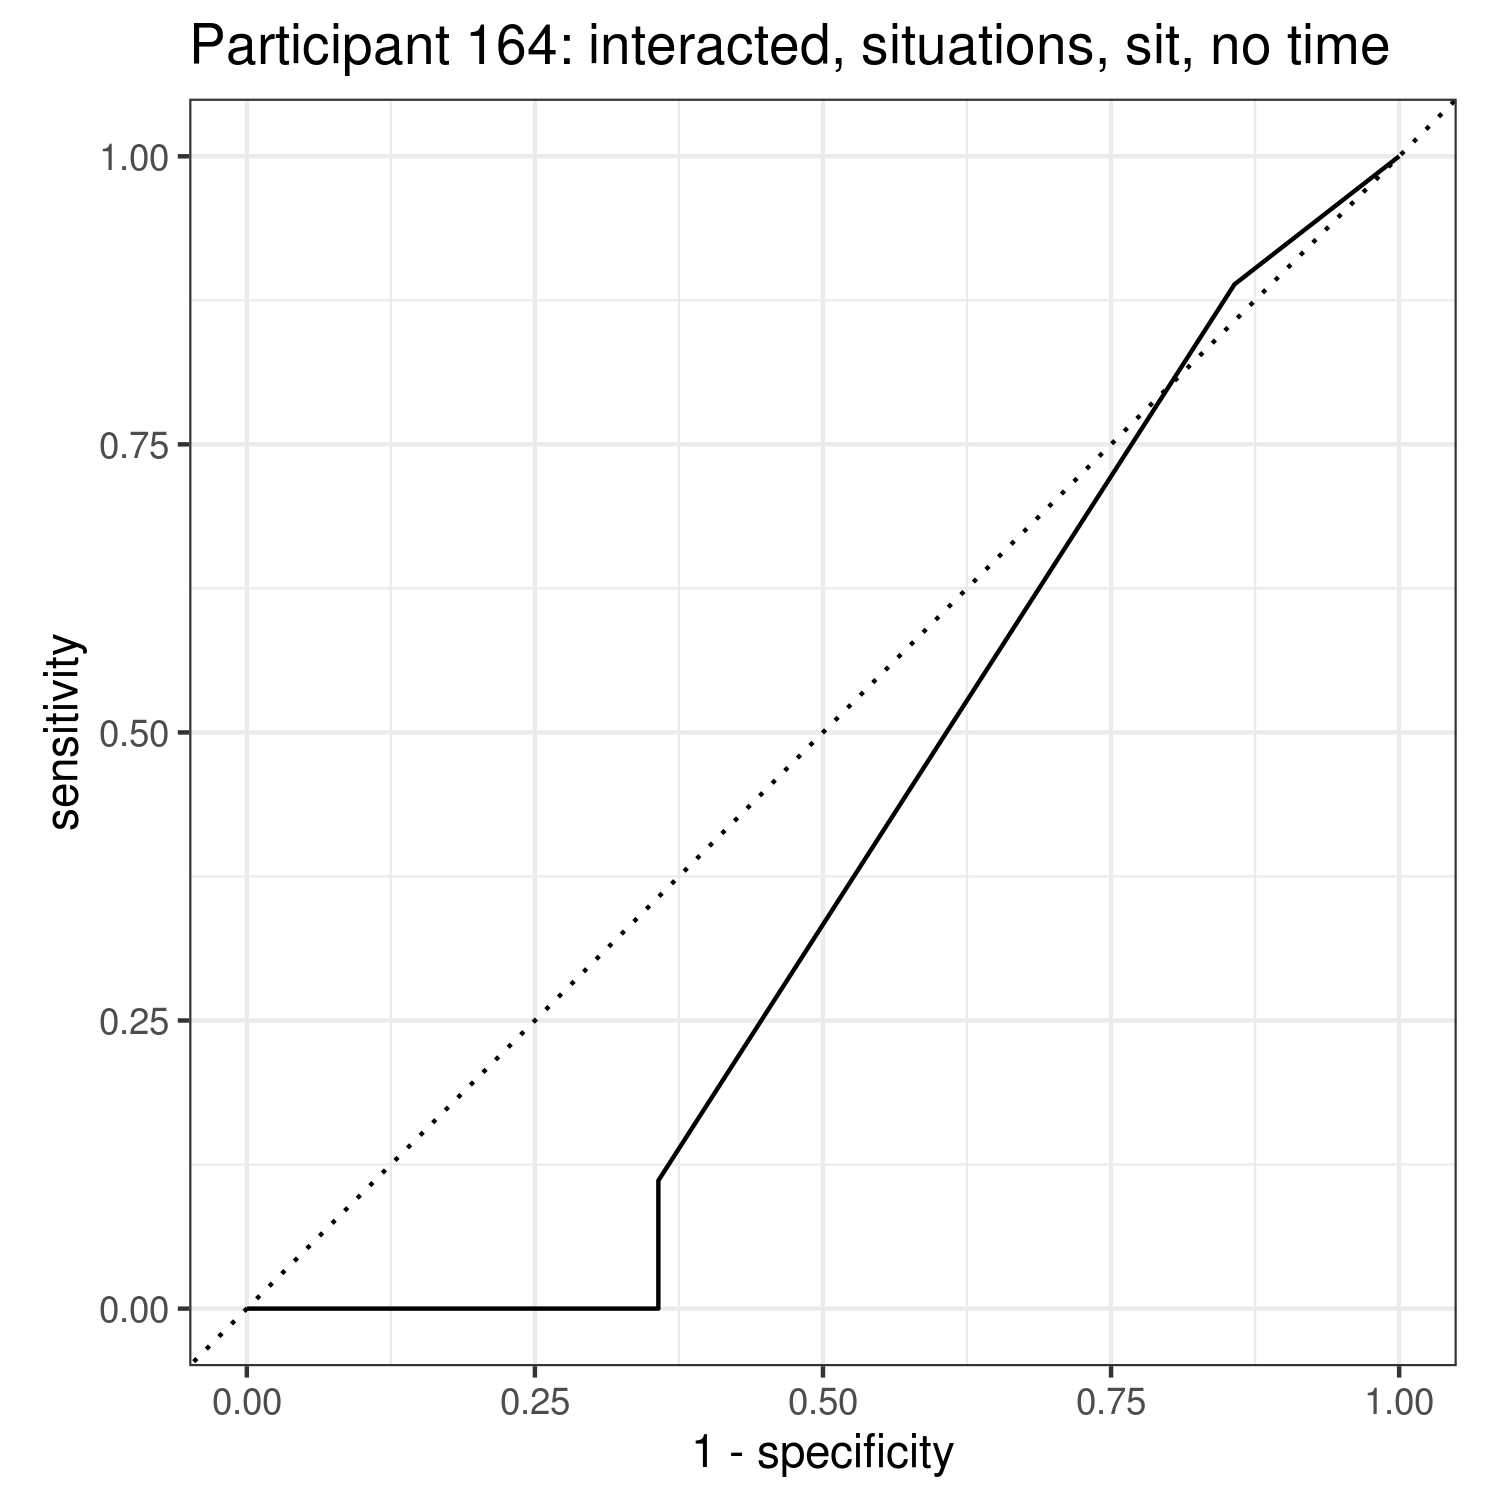 Participant 164: interacted, situations, sit, no time
1.00
0.75
0.50
0.25
0.00
sensitivity
0.00 0.25 0.50 0.75 1.00
1 - specificity